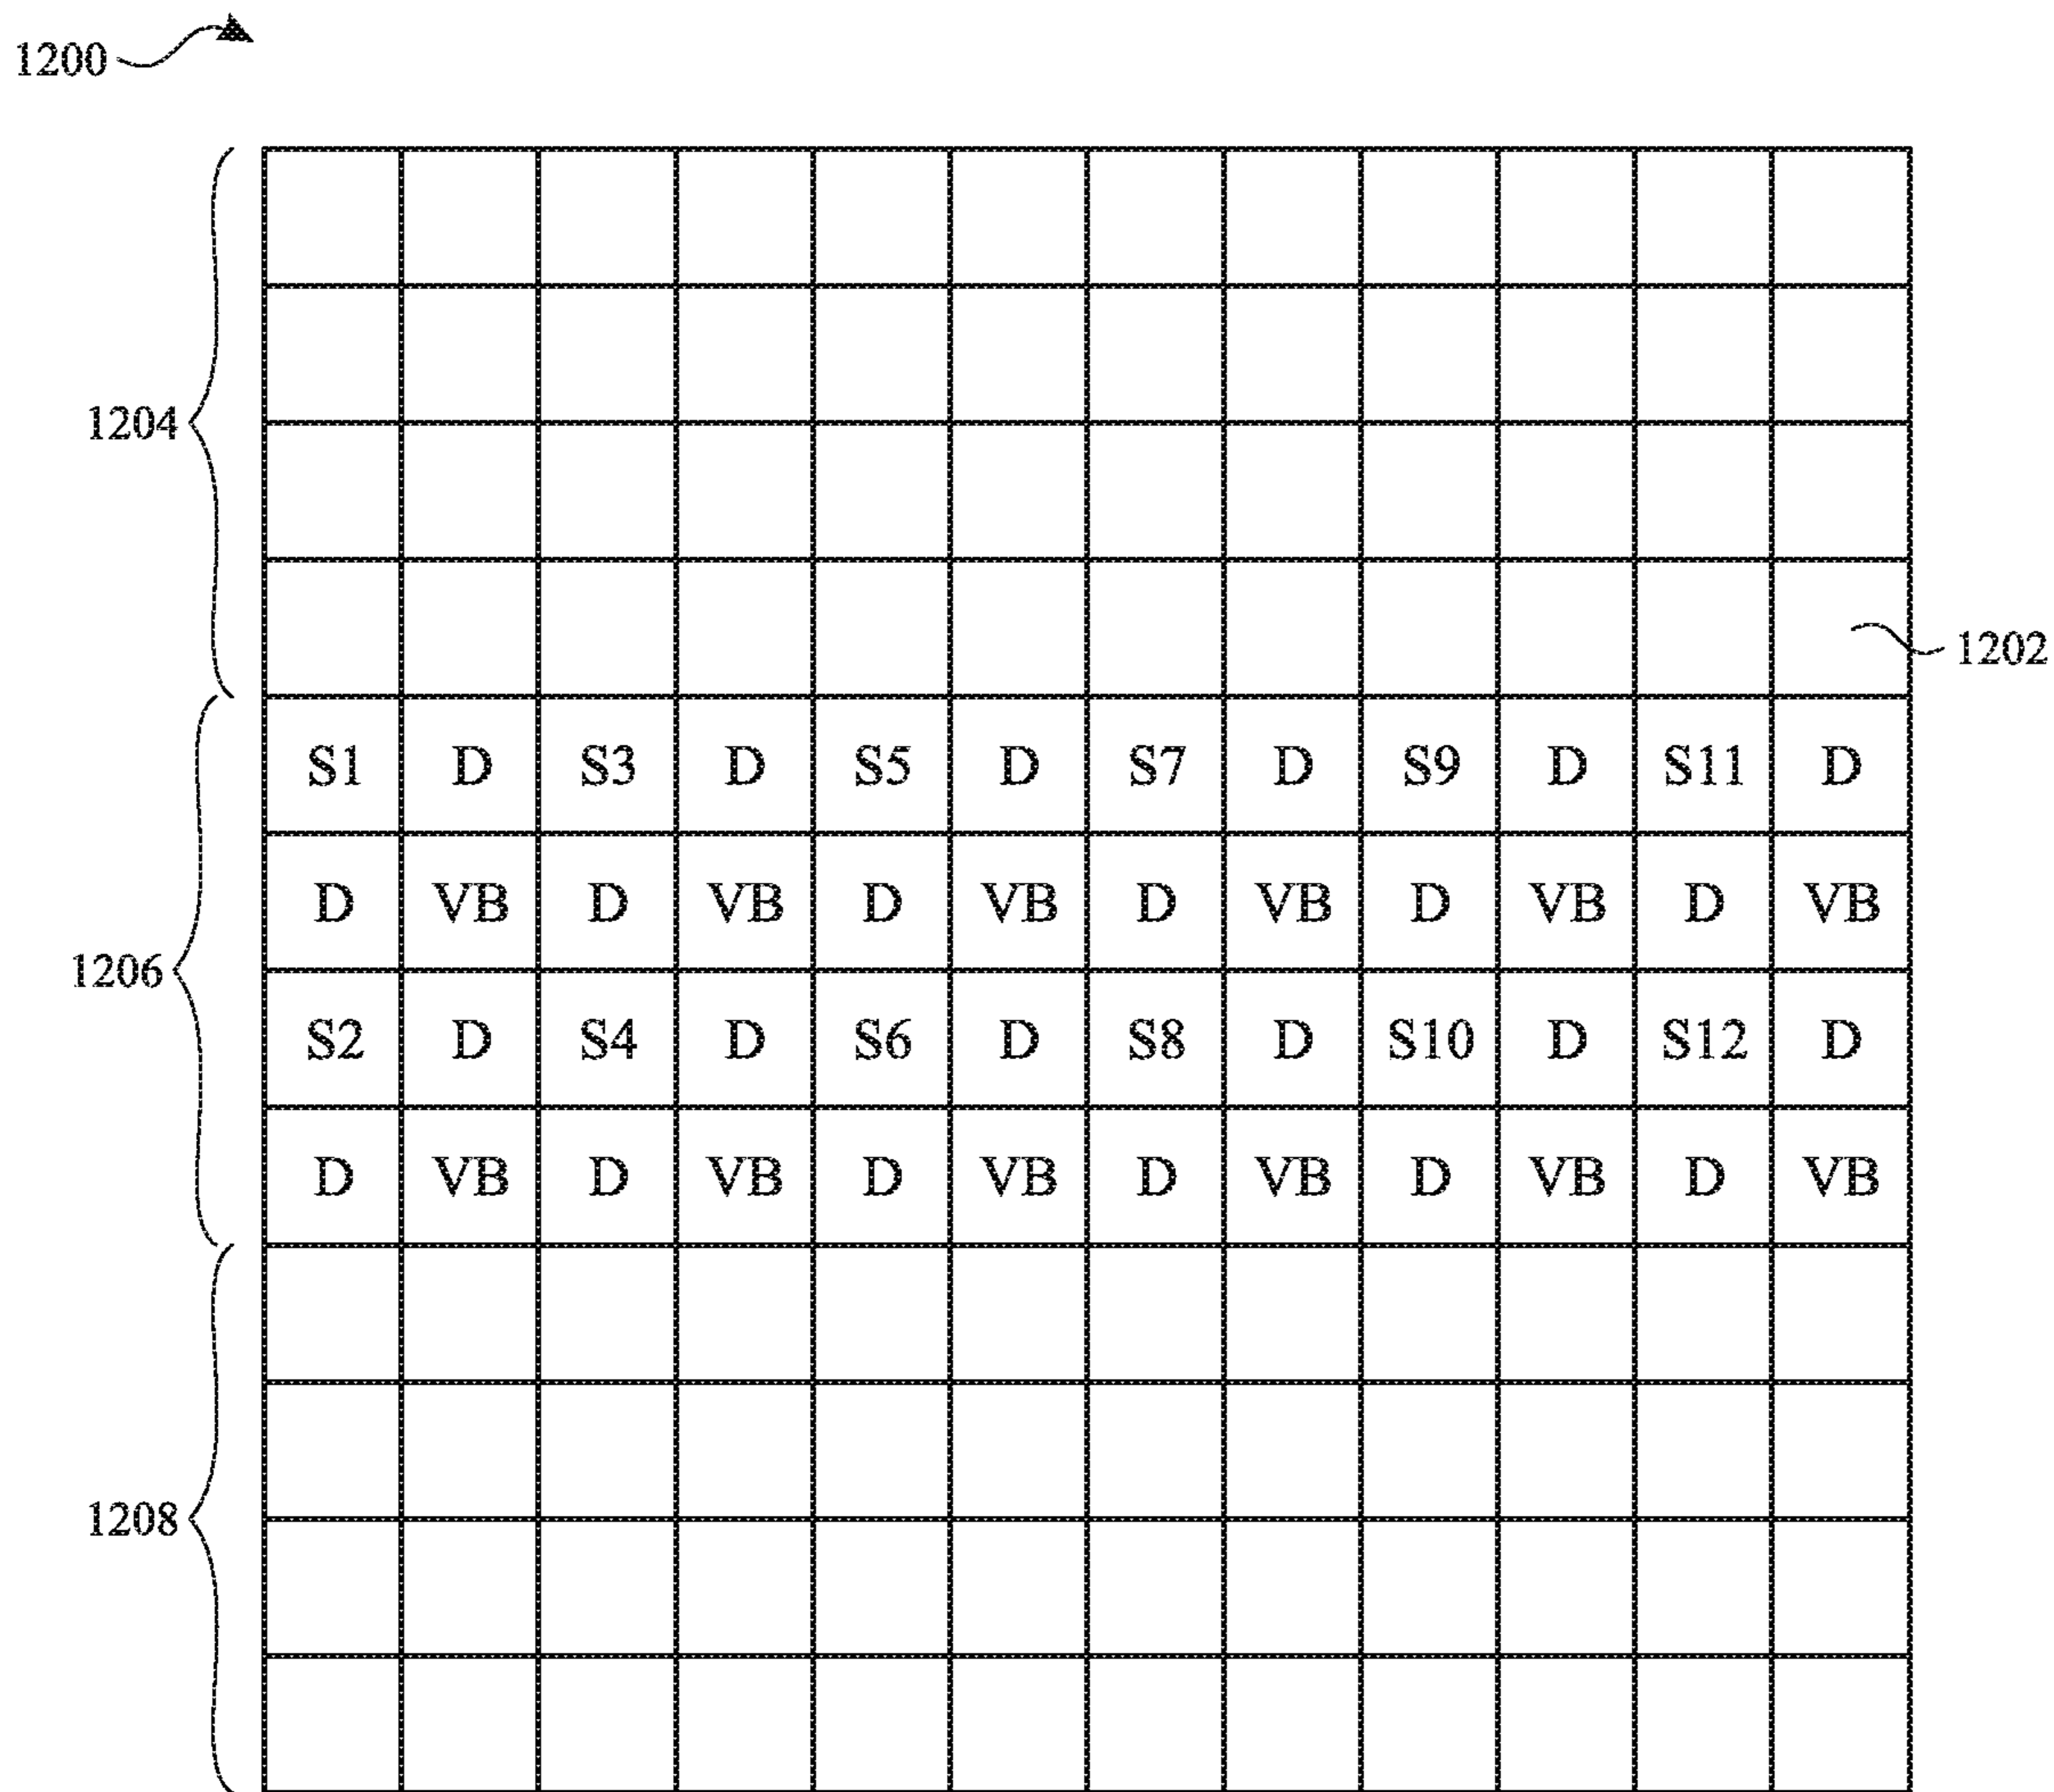 1200
1204
1202
S1 D S3 D S5 D S7 D S9 D S11 D
D VB D VB D VB D VB D VB D VB
1206
S2 D S4 D S6 D S8 D S10 D S12 D
D VB D VB D VB D VB D VB D VB
1208